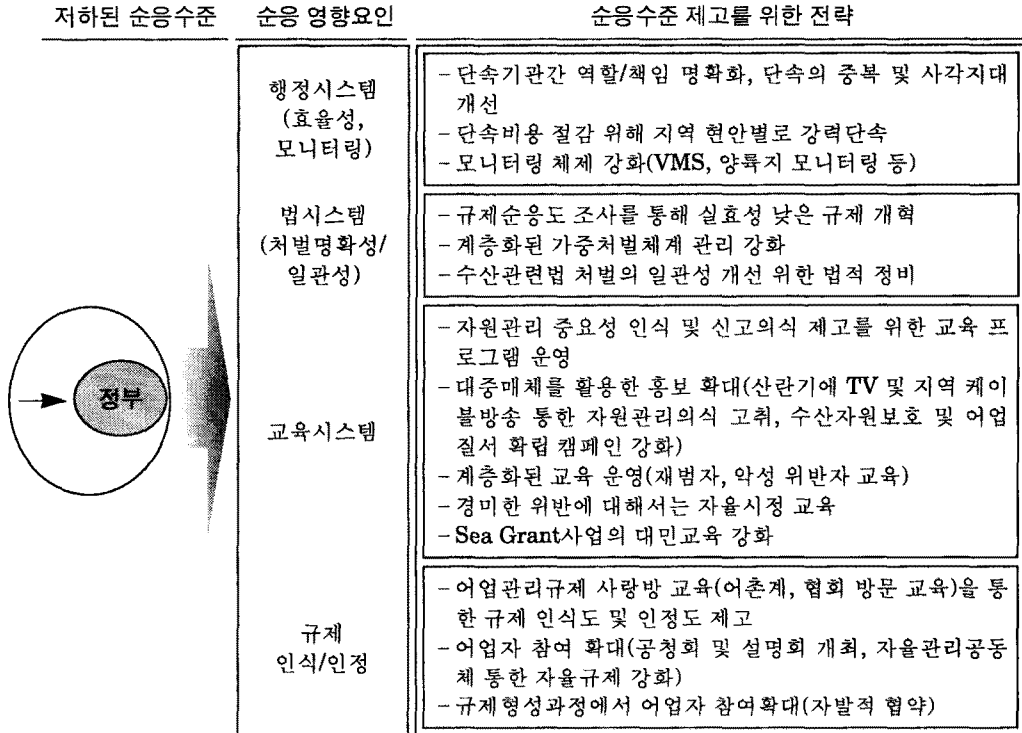 저하된 순응수준 순응 영향요인 순응수준 제고를 위한 전략
행정시스템
(효율성,
모니터링)
– 단속기관간 역할/책임 명확화, 단속의 중복 및 사각지대
개선
– 단속비용 절감 위해 지역 현안별로 강력단속
– 모니터링 체제 강화(VMS, 양륙지 모니터링 등)
법시스템
(처벌명확성/
일관성)
– 규제순응도 조사를 통해 실효성 낮은 규제 개혁
– 계층화된 가중처벌체계 관리 강화
– 수산관련법 처벌의 일관성 개선 위한 법적 정비
정부
교육시스템
– 자원관리 중요성 인식 및 신고의식 제고를 위한 교육 프
로그램 운영
– 대중매체를 활용한 홍보 확대(산란기에 TV 및 지역 케이
블방송 통한 자원관리의식 고취, 수산자원보호 및 어업
질서 확립 캠페인 강화)
– 계층화된 교육 운영(재범자, 악성 위반자 교육)
– 경미한 위반에 대해서는 자율시정 교육
– Sea Grant사업의 대민교육 강화
규제
인식/인정
– 어업관리규제 사랑방 교육(어촌계, 협회 방문 교육)을 통
한 규제 인식도 및 인정도 제고
– 어업자 참여 확대(공청회 및 설명회 개최, 자율관리공동
체 통한 자율규제 강화)
– 규제형성과정에서 어업자 참여확대(자발적 협약)